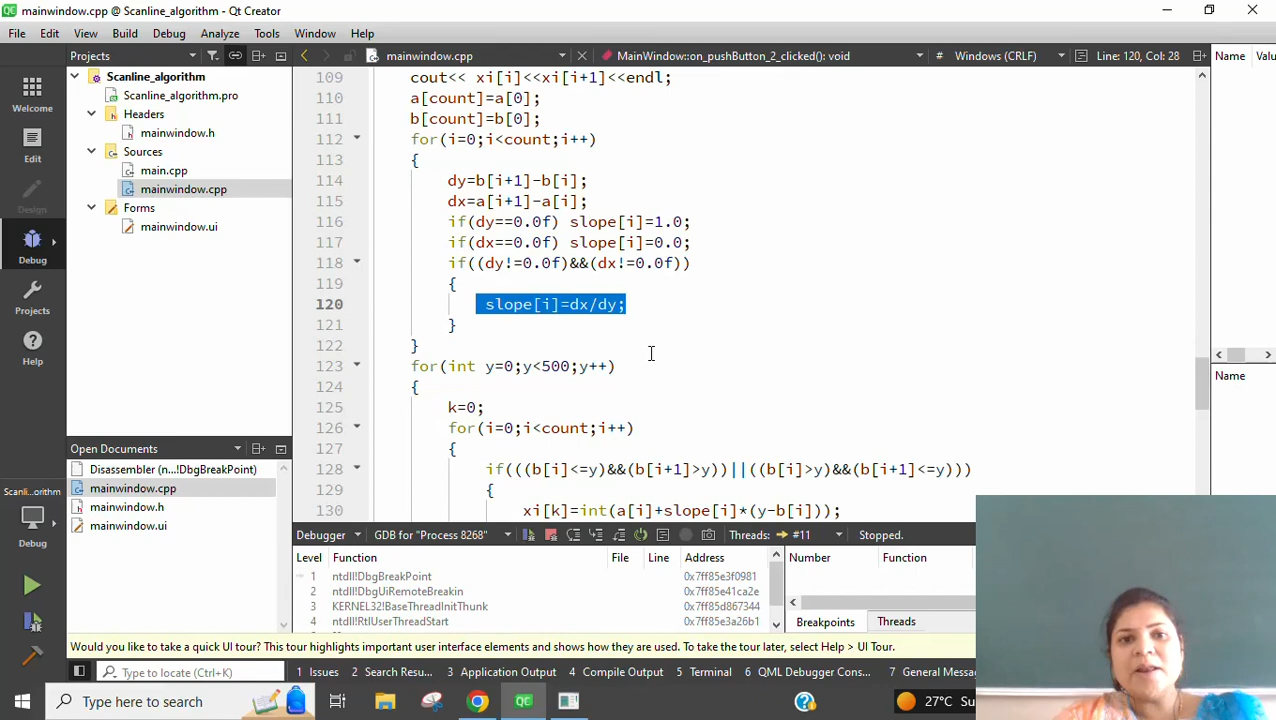 mainwindow.cpp @ Scanline_algorithm - Qt Creator
File Edit View Build Debug Analyze Tools Window Help
Projects
mainwindow.cpp
MainWindow::on_pushButton_2_clicked(): void
Windows (CRLF)
Line: 120, Col: 28
Name Valu
Welcome
Edit
Design
Debug
Projects
Help
Scanline_algorithm
Scanline_algorithm.pro
Headers
mainwindow.h
Sources
main.cpp
mainwindow.cpp
Forms
mainwindow.ui
109 cout<< xi[i]<<xi[i+1]<<endl;
110 a[count]=a[0];
111 b[count]=b[0];
112 for(i=0;i<count;i++)
113 {
114 dy=b[i+1]-b[i];
115 dx=a[i+1]-a[i];
116 if(dy==0.0f) slope[i]=1.0;
117 if(dx==0.0f) slope[i]=0.0;
118 if((dy!=0.0f)&&(dx!=0.0f))
119 {
120 slope[i]=dx/dy;
121 }
122 }
123 for(int y=0;y<500;y++)
124 {
125 k=0;
126 for(i=0;i<count;i++)
127 {
128 if(((b[i]<=y)&&(b[i+1]>y))||((b[i]>y)&&(b[i+1]<=y)))
129 {
130 xi[k]=int(a[i]+slope[i]*(y-b[i]));
Name
Open Documents
Disassembler (n...!DbgBreakPoint)
mainwindow.cpp
mainwindow.h
mainwindow.ui
Scanli...orithm
Debug
Debugger GDB for "Process 8268" Threads: #11 Stopped.
Level Function File Line Address Number Function
1 ntdll!DbgBreakPoint 0x7ff85e3f0981
2 ntdll!DbgUiRemoteBreakin 0x7ff85e41ca2e
3 KERNEL32!BaseThreadInitThunk 0x7ff85d867344
4 ntdll!RtlUserThreadStart 0x7ff85e3a26b1
Breakpoints Threads
Would you like to take a quick UI tour? This tour highlights important user interface elements and shows how they are used. To take the tour later, select Help > UI Tour.
Type to locate (Ctrl+K) 1 Issues 2 Search Resu... 3 Application Output 4 Compile Output 5 Terminal 6 QML Debugger Cons... 7 General Messa
Type here to search
27°C Su